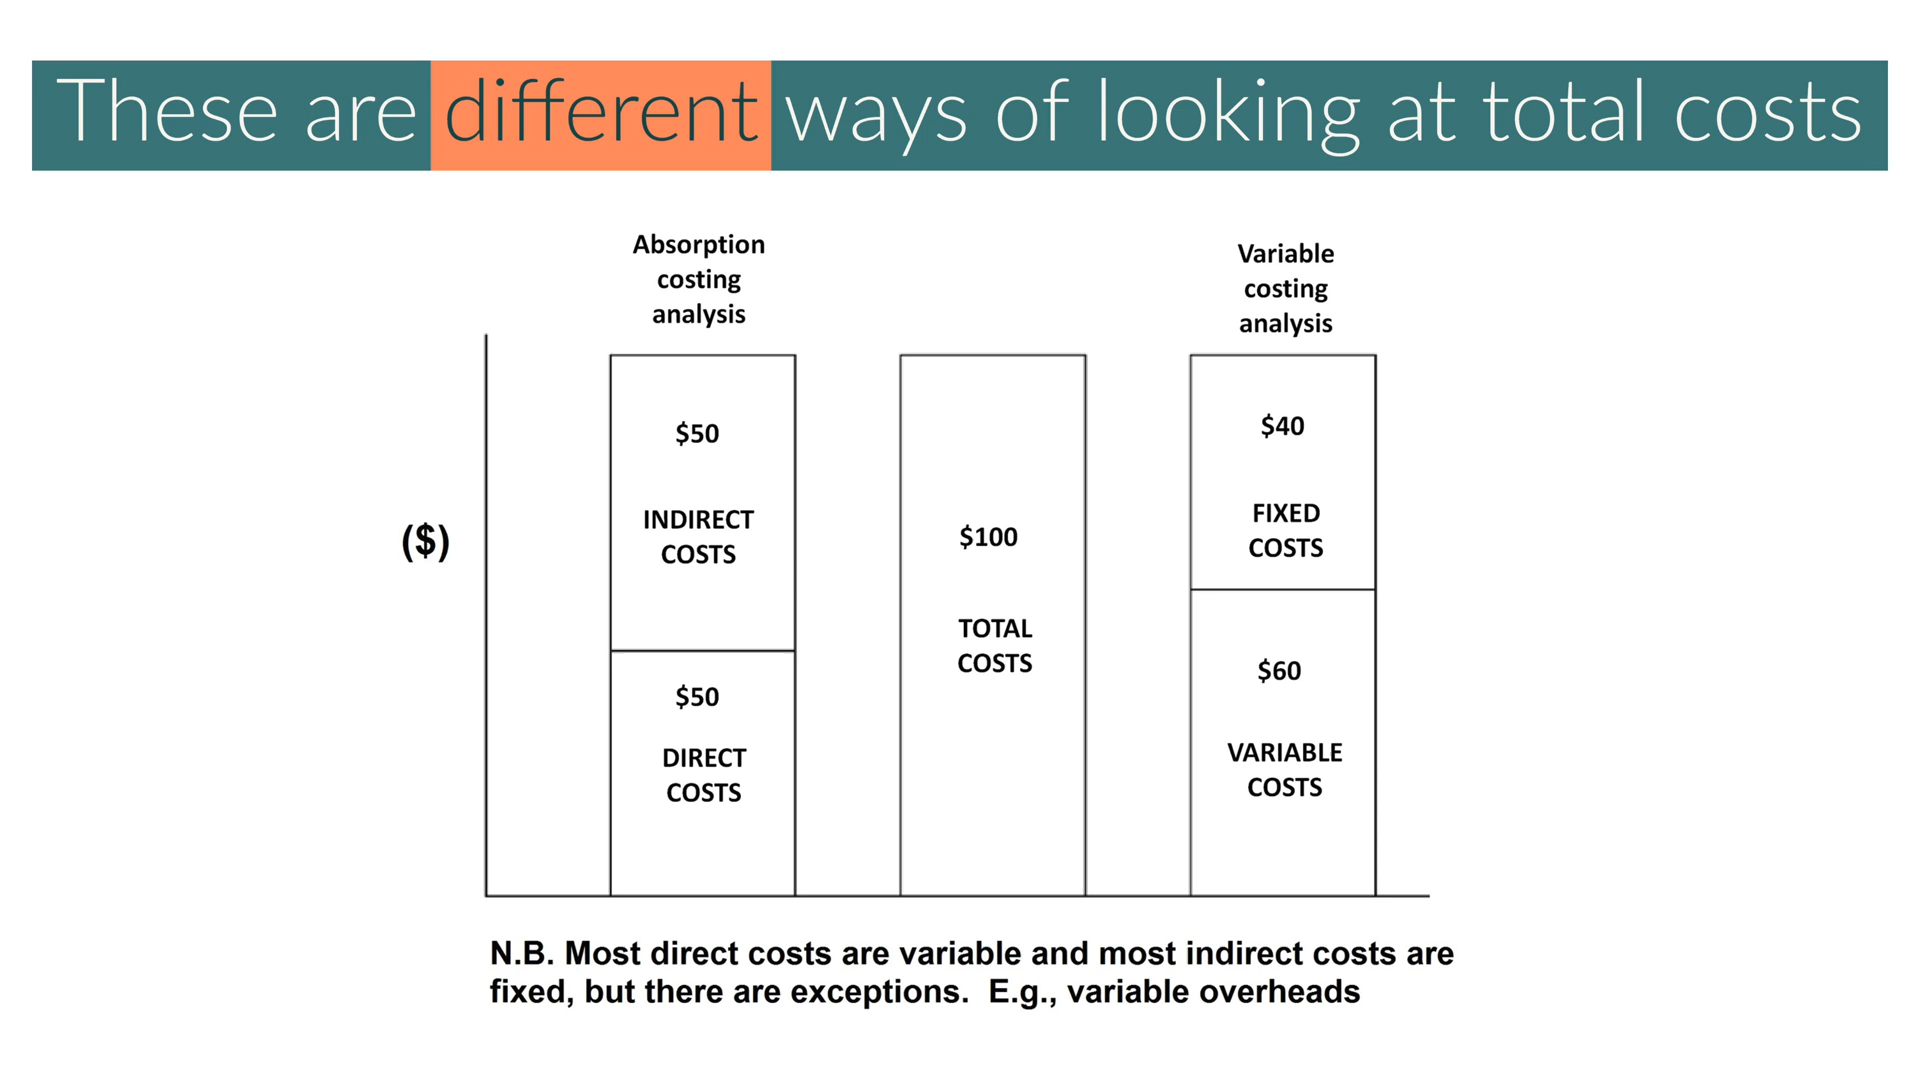 These are different ways of looking at total costs
Absorption
costing
analysis
Variable
costing
analysis
($)
$50
INDIRECT
COSTS
$50
DIRECT
COSTS
$100
TOTAL
COSTS
$40
FIXED
COSTS
$60
VARIABLE
COSTS
N.B. Most direct costs are variable and most indirect costs are
fixed, but there are exceptions.  E.g., variable overheads